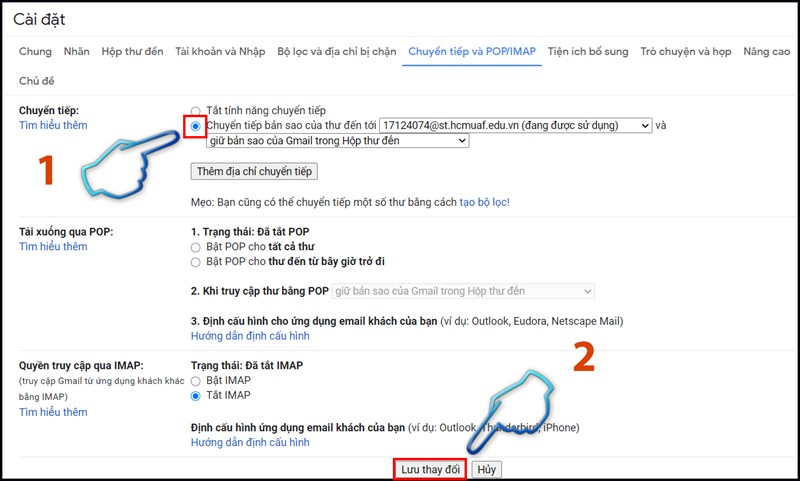 Cài đặt
Chung Nhãn Hộp thư đến Tài khoản và Nhập Bộ lọc và địa chỉ bị chặn Chuyển tiếp và POP/IMAP Tiện ích bổ sung Trò chuyện và họp Nâng cao
Chủ đề
Chuyển tiếp: Tắt tính năng chuyển tiếp
Tìm hiểu thêm Chuyển tiếp bản sao của thư đến tới 17124074@st.hcmuaf.edu.vn (đang được sử dụng) và
giữ bản sao của Gmail trong Hộp thư đến
1
Thêm địa chỉ chuyển tiếp
Mẹo: Bạn cũng có thể chuyển tiếp một số thư bằng cách tạo bộ lọc!
Tải xuống qua POP: 1. Trạng thái: Đã tắt POP
Tìm hiểu thêm Bật POP cho tất cả thư
Bật POP cho thư đến từ bây giờ trở đi
2. Khi truy cập thư bằng POP giữ bản sao của Gmail trong Hộp thư đến
3. Định cấu hình cho ứng dụng email khách của bạn (ví dụ: Outlook, Eudora, Netscape Mail)
Hướng dẫn định cấu hình
2
Quyền truy cập qua IMAP: Trạng thái: Đã tắt IMAP
(truy cập Gmail từ ứng dụng khách khác Bật IMAP
bằng IMAP) Tắt IMAP
Tìm hiểu thêm
Định cấu hình ứng dụng email khách của bạn (ví dụ: Outlook, Thunderbird, iPhone)
Hướng dẫn định cấu hình
Lưu thay đổi Hủy